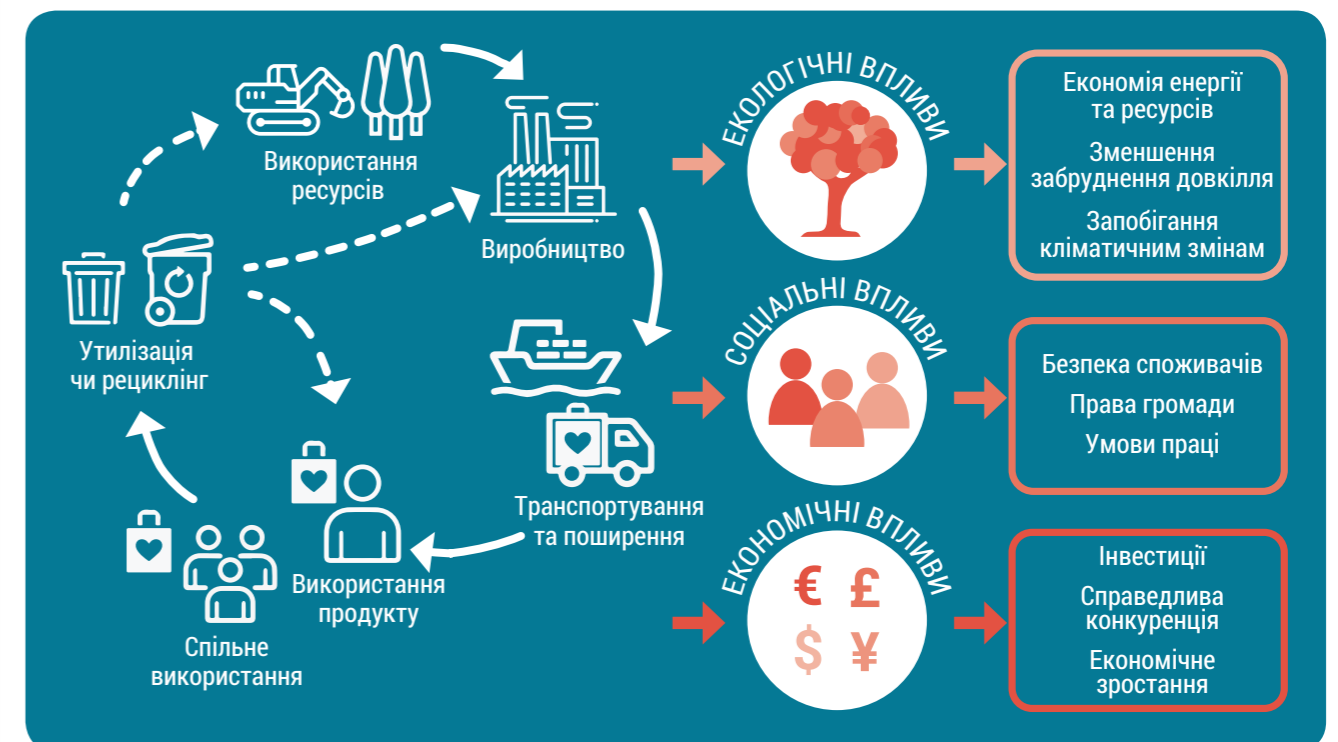 Використання
ресурсів
Виробництво
Утилізація
чи рециклінг
Транспортування
та поширення
Використання
продукту
Спільне
використання
ЕКОЛОГІЧНІ ВПЛИВИ
Економія енергії
та ресурсів
Зменшення
забруднення довкілля
Запобігання
кліматичним змінам
СОЦІАЛЬНІ ВПЛИВИ
Безпека споживачів
Права громади
Умови праці
ЕКОНОМІЧНІ ВПЛИВИ
€ £
$ ¥
Інвестиції
Справедлива
конкуренція
Економічне
зростання